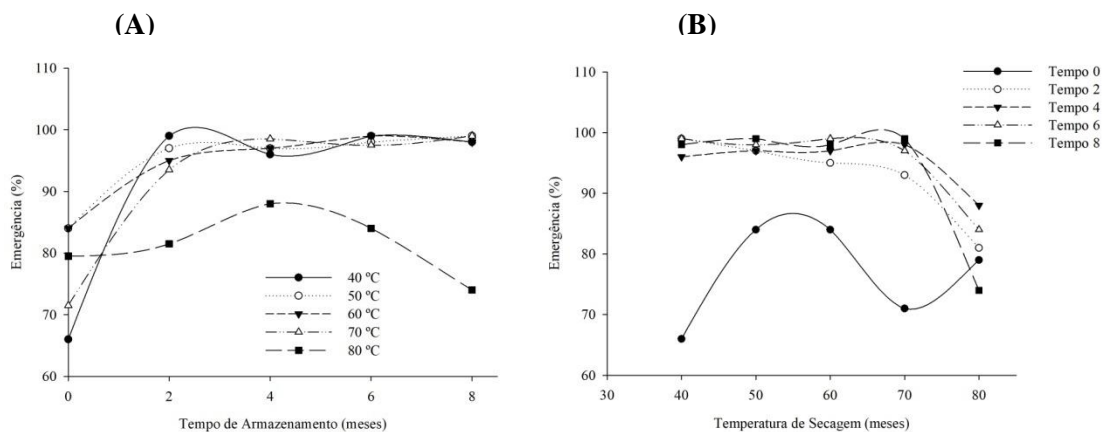 (A)
110
100
90
80
70
60
Emergência (%)
0
2
4
6
8
Tempo de Armazenamento (meses)
40 ºC
50 ºC
60 ºC
70 ºC
80 ºC
(B)
110
100
90
80
70
60
Emergência (%)
30
40
50
60
70
80
Temperatura de Secagem (meses)
Tempo 0
Tempo 2
Tempo 4
Tempo 6
Tempo 8